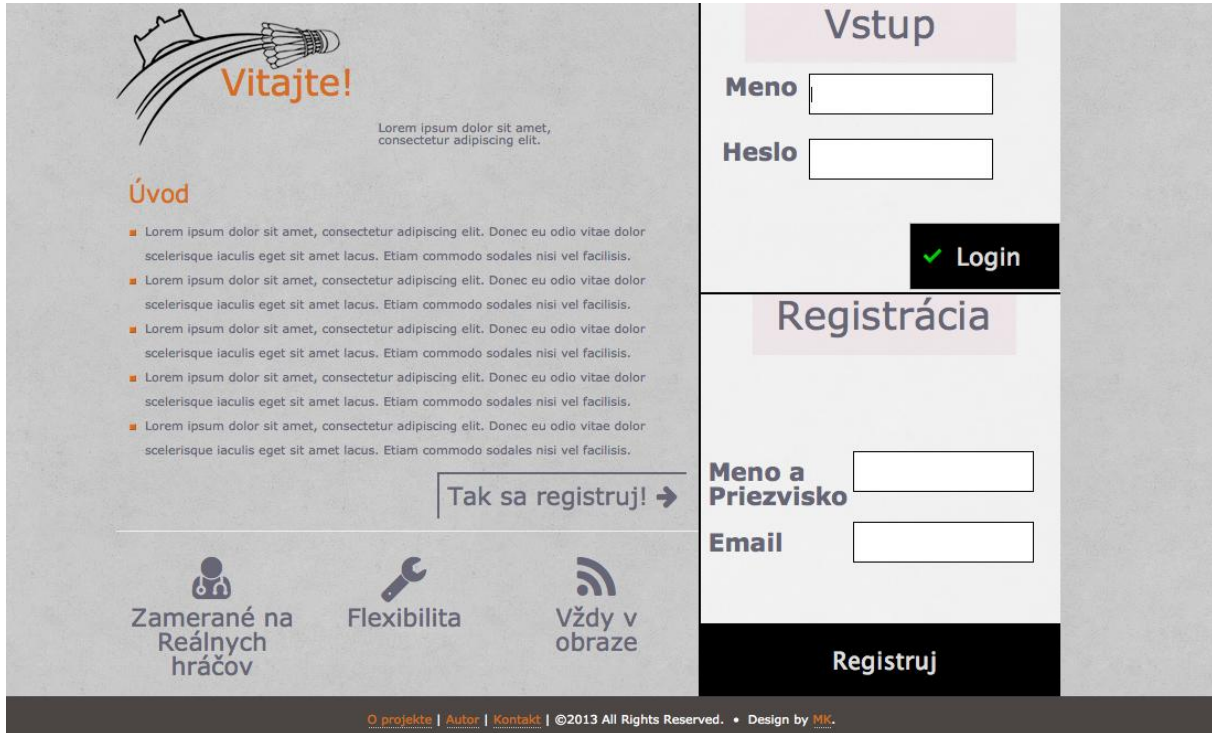 Vitajte!
Lorem ipsum dolor sit amet,
consectetur adipiscing elit.
Úvod
Lorem ipsum dolor sit amet, consectetur adipiscing elit. Donec eu odio vitae dolor
scelerisque iaculis eget sit amet lacus. Etiam commodo sodales nisi vel facilisis.
Lorem ipsum dolor sit amet, consectetur adipiscing elit. Donec eu odio vitae dolor
scelerisque iaculis eget sit amet lacus. Etiam commodo sodales nisi vel facilisis.
Lorem ipsum dolor sit amet, consectetur adipiscing elit. Donec eu odio vitae dolor
scelerisque iaculis eget sit amet lacus. Etiam commodo sodales nisi vel facilisis.
Lorem ipsum dolor sit amet, consectetur adipiscing elit. Donec eu odio vitae dolor
scelerisque iaculis eget sit amet lacus. Etiam commodo sodales nisi vel facilisis.
Lorem ipsum dolor sit amet, consectetur adipiscing elit. Donec eu odio vitae dolor
scelerisque iaculis eget sit amet lacus. Etiam commodo sodales nisi vel facilisis.
Tak sa registruj!
Zamerané na
Reálnych
hráčov
Flexibilita
Vždy v
obraze
Vstup
Meno
Heslo
Login
Registrácia
Meno a
Priezvisko
Email
Registruj
O projekte | Autor | Kontakt | ©2013 All Rights Reserved. • Design by MK.